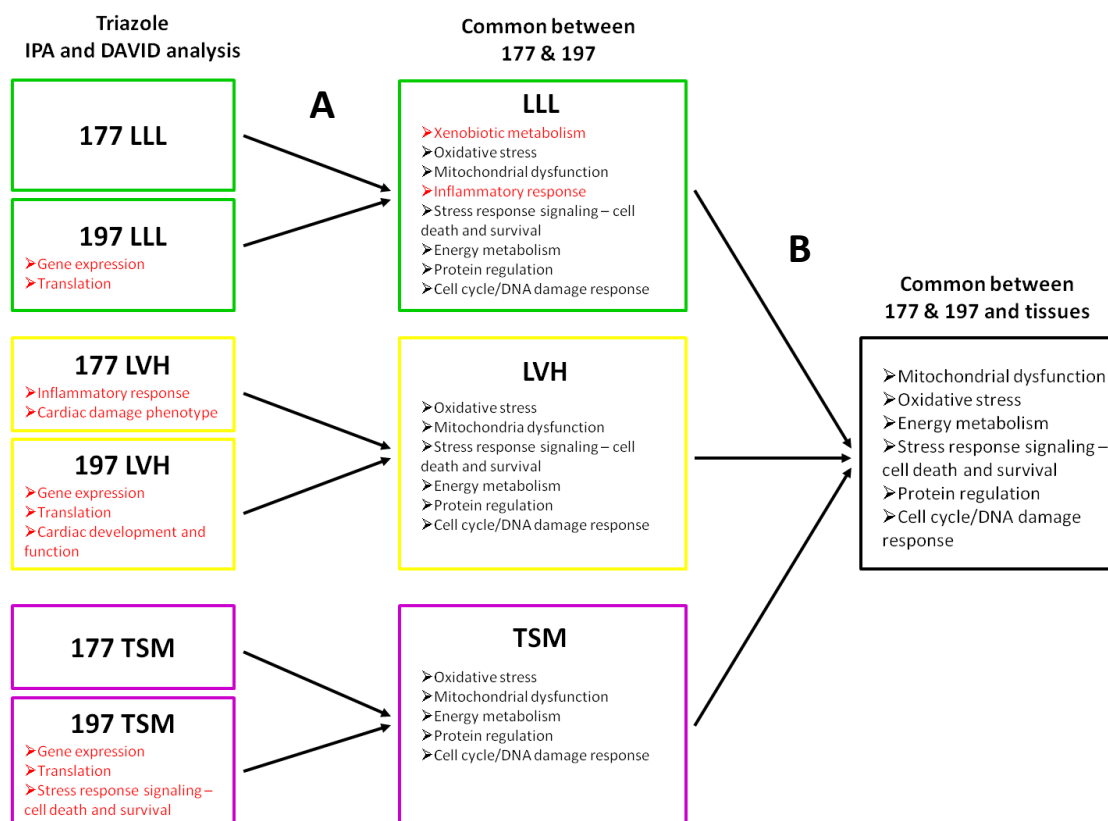 Triazole
IPA and DAVID analysis
177 LLL
197 LLL
➢Gene expression
➢Translation
177 LVH
➢Inflammatory response
➢Cardiac damage phenotype
197 LVH
➢Gene expression
➢Translation
➢Cardiac development and
function
177 TSM
197 TSM
➢Gene expression
➢Translation
➢Stress response signaling –
cell death and survival
A
Common between
177 & 197
LLL
➢Xenobiotic metabolism
➢Oxidative stress
➢Mitochondrial dysfunction
➢Inflammatory response
➢Stress response signaling – cell
death and survival
➢Energy metabolism
➢Protein regulation
➢Cell cycle/DNA damage response
LVH
➢Oxidative stress
➢Mitochondria dysfunction
➢Stress response signaling – cell
death and survival
➢Energy metabolism
➢Protein regulation
➢Cell cycle/DNA damage response
TSM
➢Oxidative stress
➢Mitochondrial dysfunction
➢Energy metabolism
➢Protein regulation
➢Cell cycle/DNA damage response
B
Common between
177 & 197 and tissues
➢Mitochondrial dysfunction
➢Oxidative stress
➢Energy metabolism
➢Stress response signaling –
cell death and survival
➢Protein regulation
➢Cell cycle/DNA damage
response